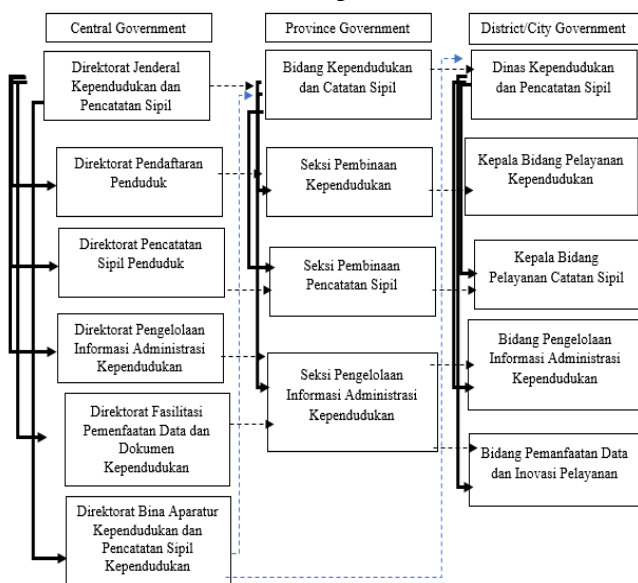 Central Government
Province Government
District/City Government
Direktorat Jenderal
Kependudukan dan
Pencatatan Sipil
Bidang Kependudukan
dan Catatan Sipil
Dinas Kependudukan
dan Pencatatan Sipil
Direktorat Pendaftaran
Penduduk
Seksi Pembinaan
Kependudukan
Kepala Bidang Pelayanan
Kependudukan
Direktorat Pencatatan
Sipil Penduduk
Seksi Pembinaan
Pencatatan Sipil
Kepala Bidang
Pelayanan Catatan Sipil
Direktorat Pengelolaan
Informasi Administrasi
Kependudukan
Seksi Pengelolaan
Informasi Administrasi
Kependudukan
Bidang Pengelolaan
Informasi Administrasi
Kependudukan
Direktorat Fasilitasi
Pemenfaatan Data dan
Dokumen
Kependudukan
Bidang Pemanfaatan Data
dan Inovasi Pelayanan
Direktorat Bina Aparatur
Kependudukan dan
Pencatatan Sipil
Kependudukan